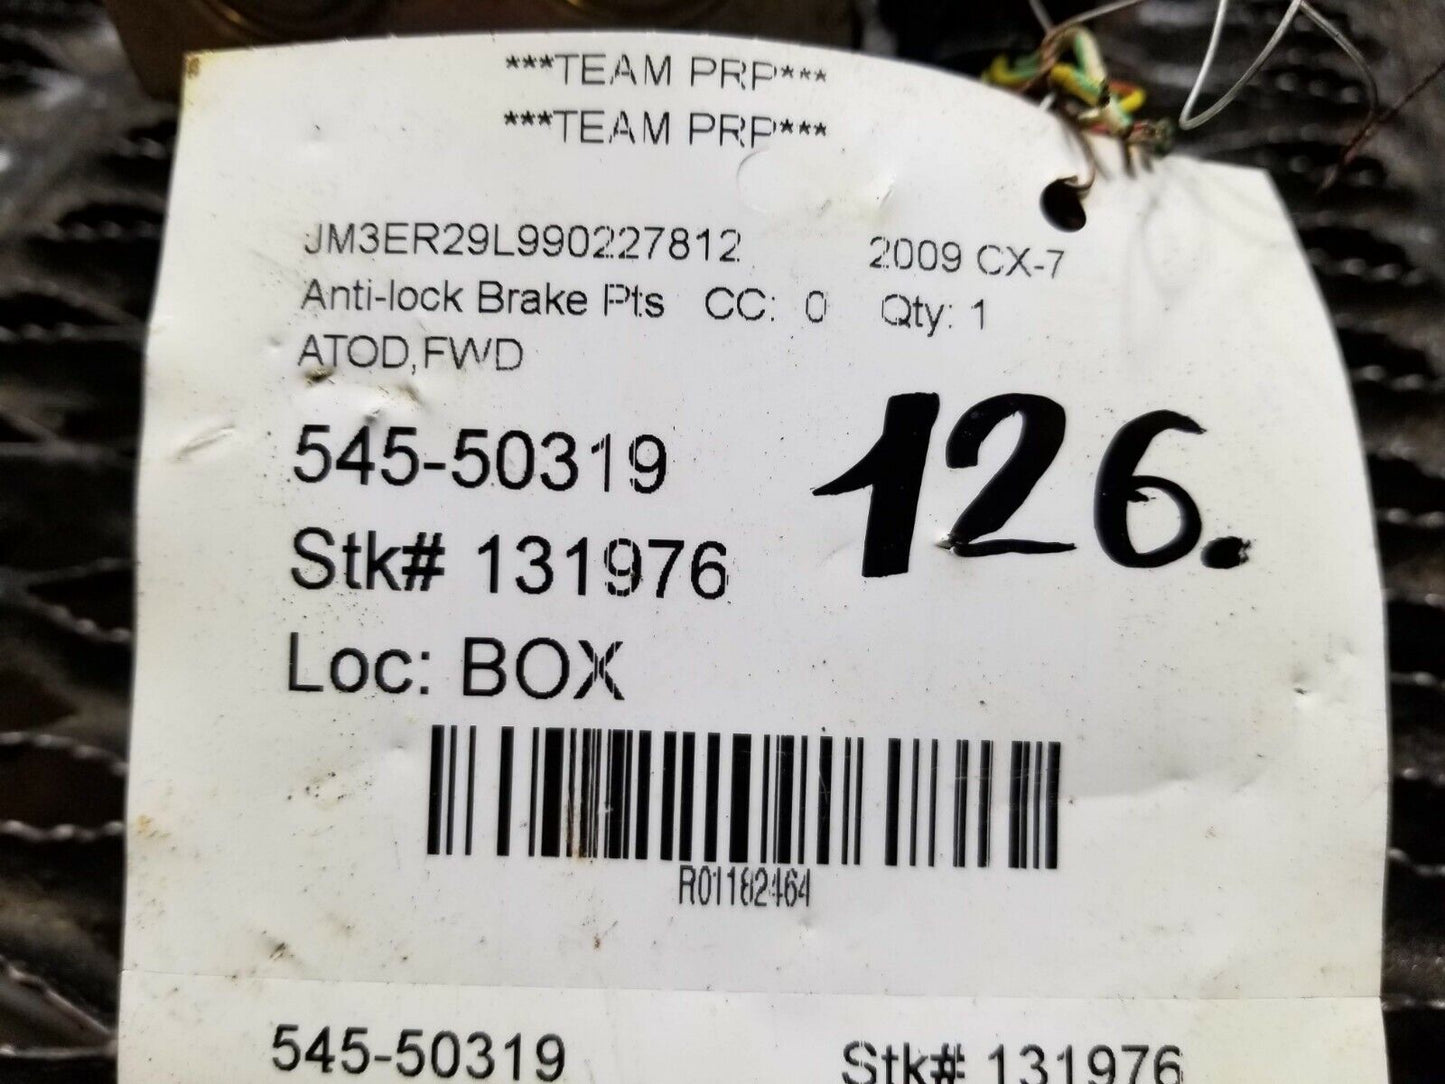 ***TEAM PRP***
***TEAM PRP***
JM3ER29L990227812 2009 CX-7
Anti-lock Brake Pts CC: 0 Qty: 1
ATOD,FWD
545-50319
126.
Stk# 131976
Loc: BOX
R01182464
545-50319 Stk# 131976